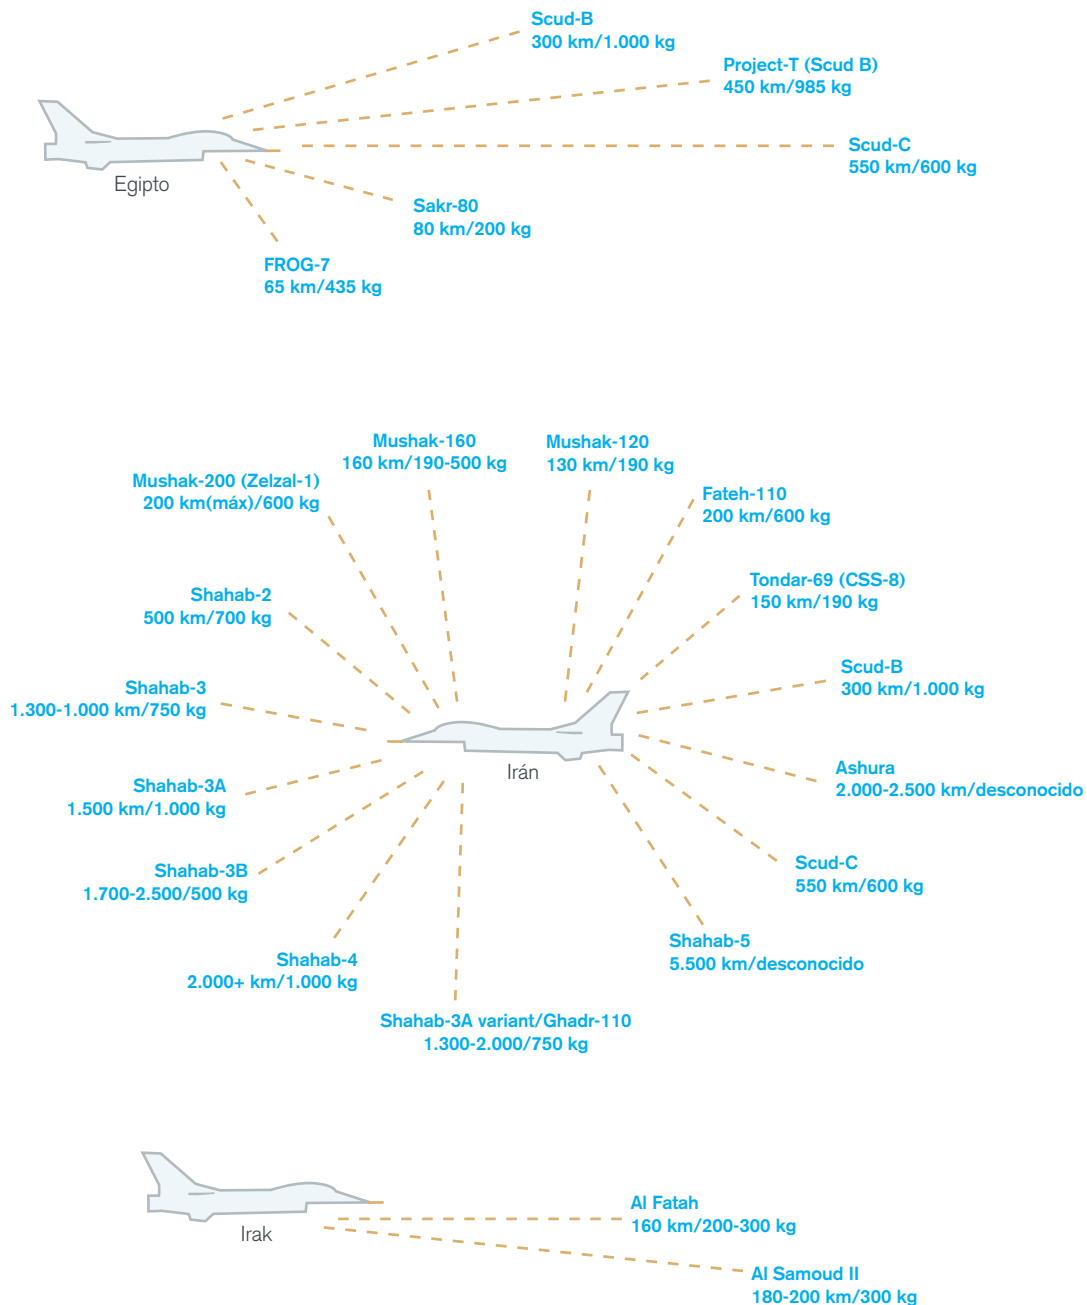 Scud-B
300 km/1.000 kg
Project-T (Scud B)
450 km/985 kg
Scud-C
550 km/600 kg
Egipto
Sakr-80
80 km/200 kg
FROG-7
65 km/435 kg
Mushak-160
160 km/190-500 kg
Mushak-120
130 km/190 kg
Mushak-200 (Zelzal-1)
200 km(máx)/600 kg
Fateh-110
200 km/600 kg
Shahab-2
500 km/700 kg
Tondar-69 (CSS-8)
150 km/190 kg
Shahab-3
1.300-1.000 km/750 kg
Scud-B
300 km/1.000 kg
Irán
Shahab-3A
1.500 km/1.000 kg
Ashura
2.000-2.500 km/desconocido
Shahab-3B
1.700-2.500/500 kg
Scud-C
550 km/600 kg
Shahab-4
2.000+ km/1.000 kg
Shahab-5
5.500 km/desconocido
Shahab-3A variant/Ghadr-110
1.300-2.000/750 kg
Irak
Al Fatah
160 km/200-300 kg
Al Samoud II
180-200 km/300 kg